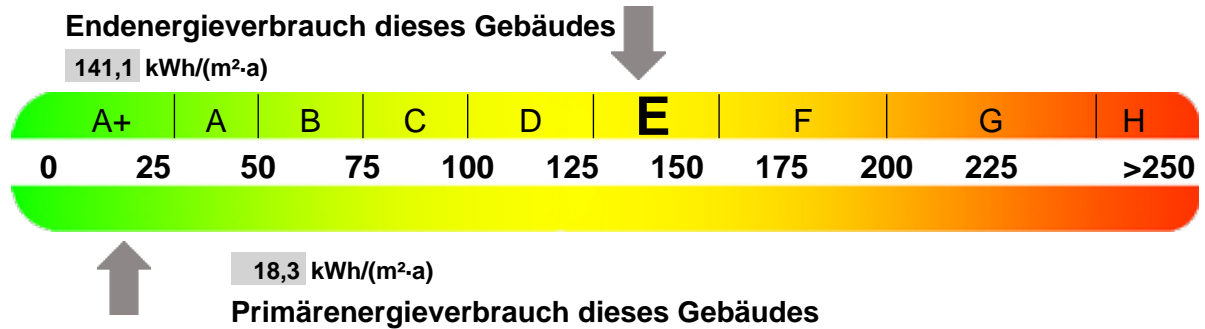 Endenergieverbrauch dieses Gebäudes
141,1 kWh/(m²·a)
A+ A B C D E F G H
0 25 50 75 100 125 150 175 200 225 >250
18,3 kWh/(m²·a)
Primärenergieverbrauch dieses Gebäudes